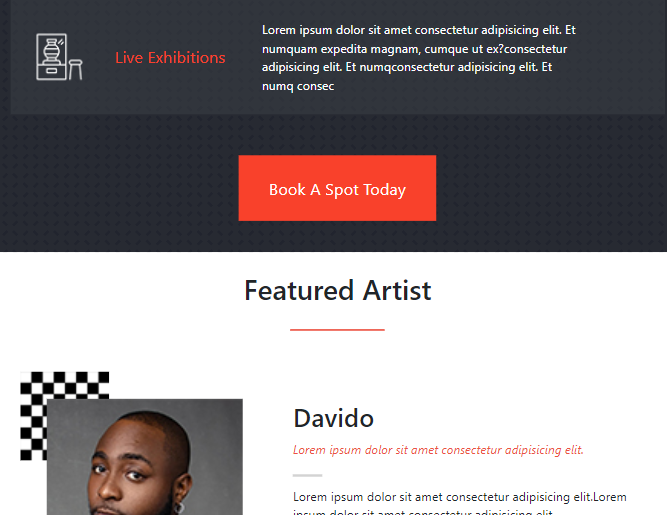 Live Exhibitions
Lorem ipsum dolor sit amet consectetur adipisicing elit. Et
numquam expedita magnam, cumque ut ex?consectetur
adipisicing elit. Et numqconsectetur adipisicing elit. Et
numq consec
Book A Spot Today
Featured Artist
Davido
Lorem ipsum dolor sit amet consectetur adipisicing elit.
Lorem ipsum dolor sit amet consectetur adipisicing elit.Lorem
ipsum dolor sit amet consectetur adipisicing elit.